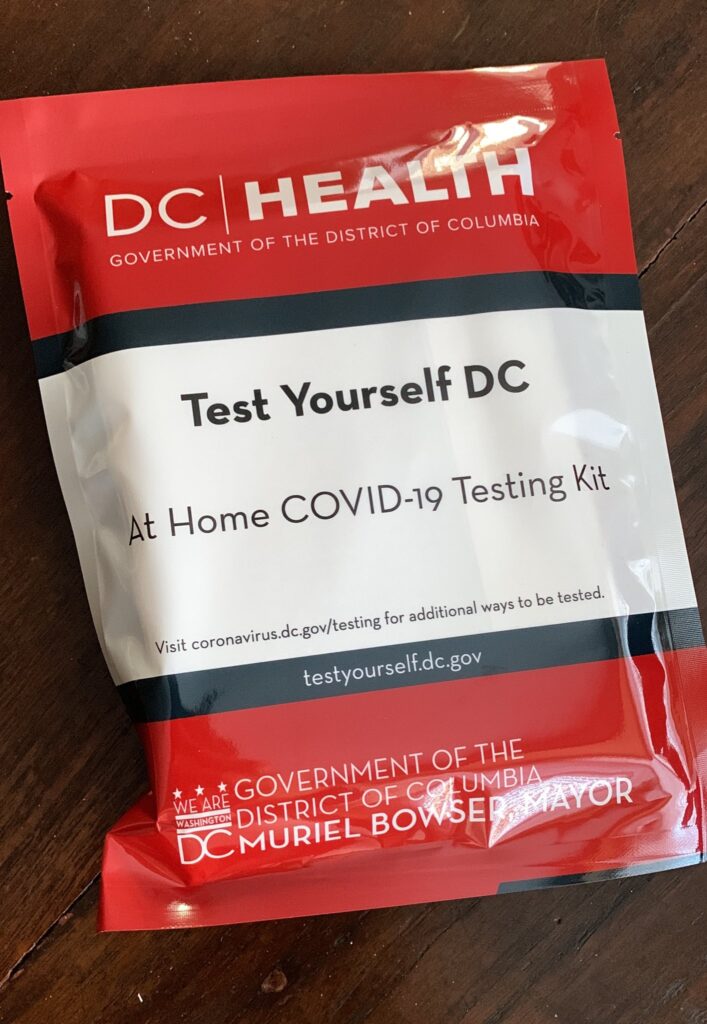 DC | HEALTH
GOVERNMENT OF THE DISTRICT OF COLUMBIA
Test Yourself DC
At Home COVID-19 Testing Kit
Visit coronavirus.dc.gov/testing for additional ways to be tested.
testyourself.dc.gov
WE ARE
WASHINGTON
DC
GOVERNMENT OF THE
DISTRICT OF COLUMBIA
MURIEL BOWSER, MAYOR